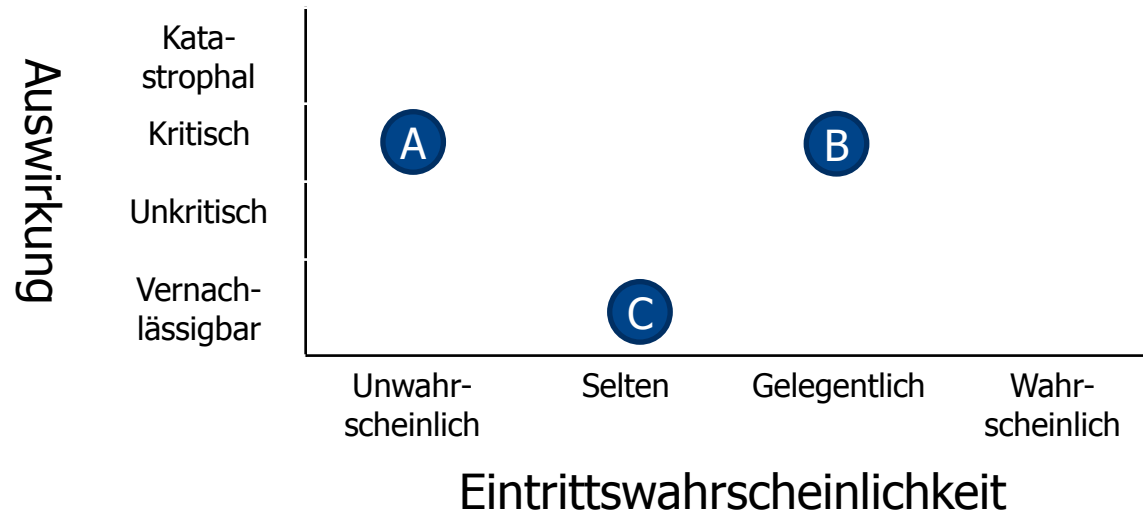 Auswirkung
Kata-
strophal
Kritisch
A
B
Unkritisch
Vernach-
lässigbar
C
Unwahr-
scheinlich
Selten
Gelegentlich
Wahr-
scheinlich
Eintrittswahrscheinlichkeit